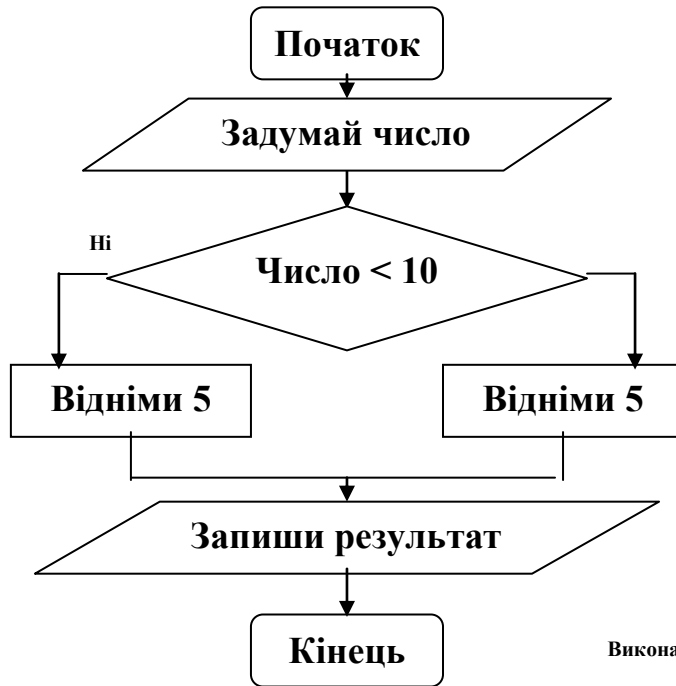 Початок
Задумай число
Ні
Число < 10
Відніми 5
Відніми 5
Запиши результат
Кінець
Викона